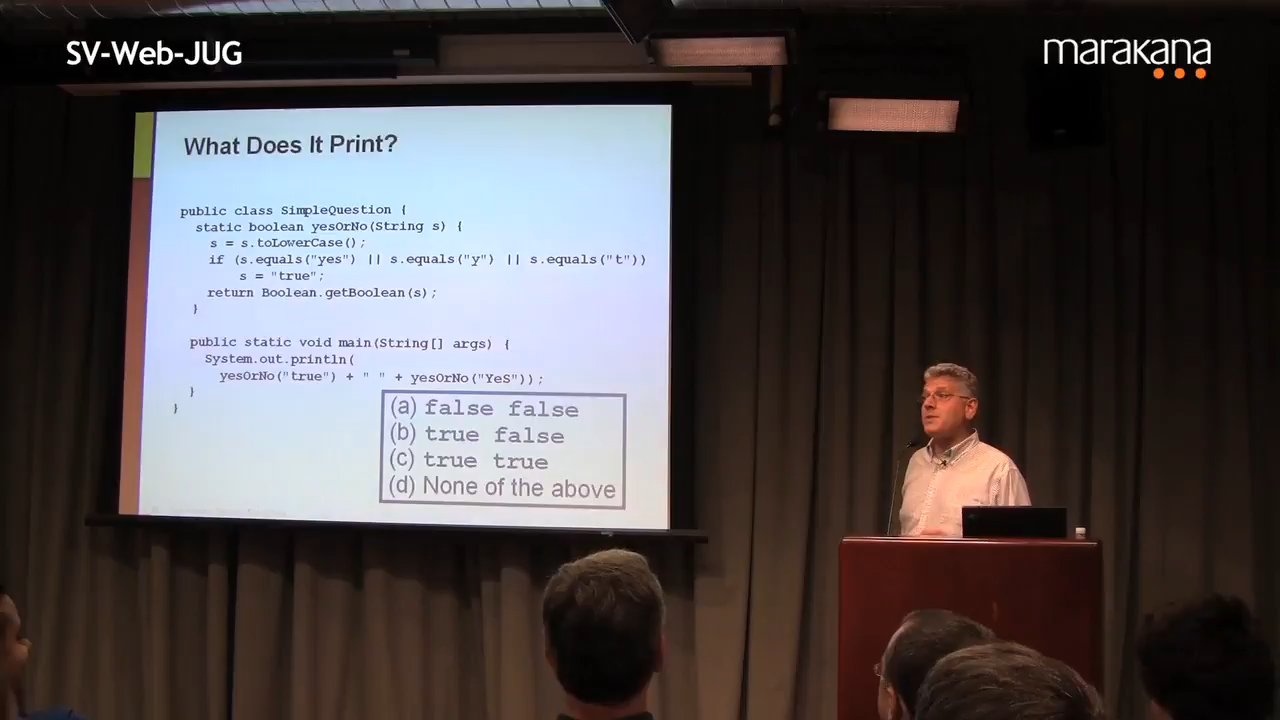 SV-Web-JUG
marakana
What Does It Print?
public class SimpleQuestion {
static boolean yesOrNo(String s) {
s = s.toLowerCase();
if (s.equals("yes") || s.equals("y") || s.equals("t"))
s = "true";
return Boolean.getBoolean(s);
}
public static void main(String[] args) {
System.out.println(
yesOrNo("true") + " " + yesOrNo("YeS"));
}
}
(a) false false
(b) true false
(c) true true
(d) None of the above